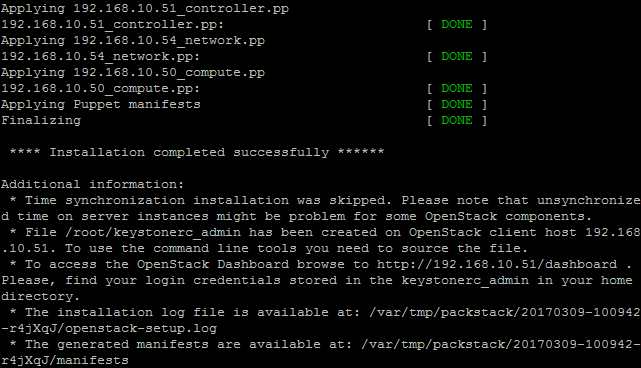 Applying 192.168.10.51_controller.pp
192.168.10.51_controller.pp:                         [ DONE ]
Applying 192.168.10.54_network.pp
192.168.10.54_network.pp:                            [ DONE ]
Applying 192.168.10.50_compute.pp
192.168.10.50_compute.pp:                            [ DONE ]
Applying Puppet manifests                            [ DONE ]
Finalizing                                           [ DONE ]
**** Installation completed successfully ******
Additional information:
* Time synchronization installation was skipped. Please note that unsynchronize
d time on server instances might be problem for some OpenStack components.
* File /root/keystonerc_admin has been created on OpenStack client host 192.168
.10.51. To use the command line tools you need to source the file.
* To access the OpenStack Dashboard browse to http://192.168.10.51/dashboard .
Please, find your login credentials stored in the keystonerc_admin in your home
directory.
* The installation log file is available at: /var/tmp/packstack/20170309-100942
-r4jXqJ/openstack-setup.log
* The generated manifests are available at: /var/tmp/packstack/20170309-100942-
r4jXqJ/manifests